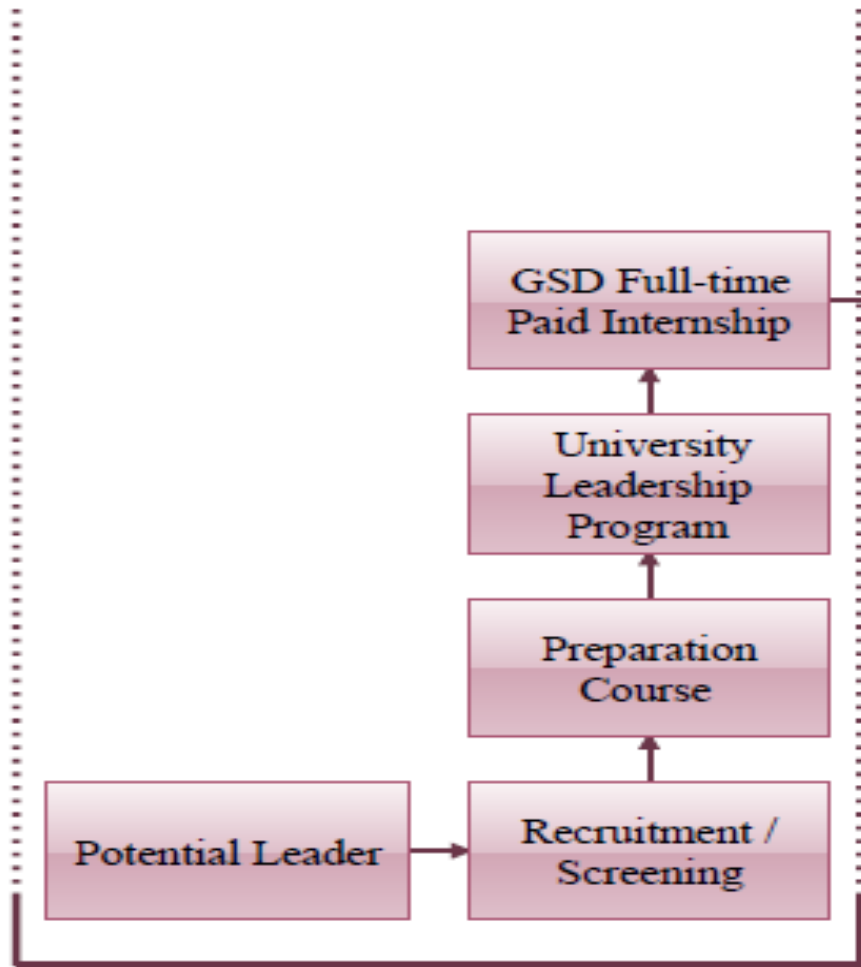 GSD Full-time
Paid Internship
University
Leadership
Program
Preparation
Course
Potential Leader
Recruitment /
Screening